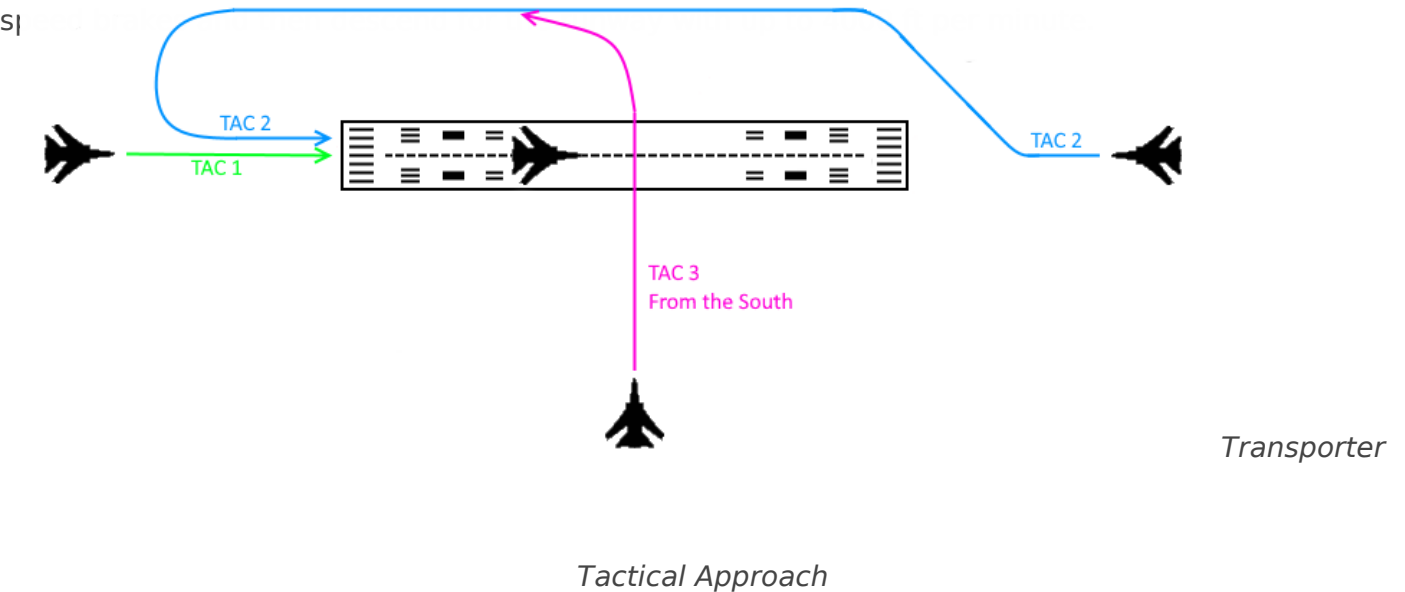 TAC 2
TAC 2
TAC 1
TAC 3
From the South
Transporter
Tactical Approach